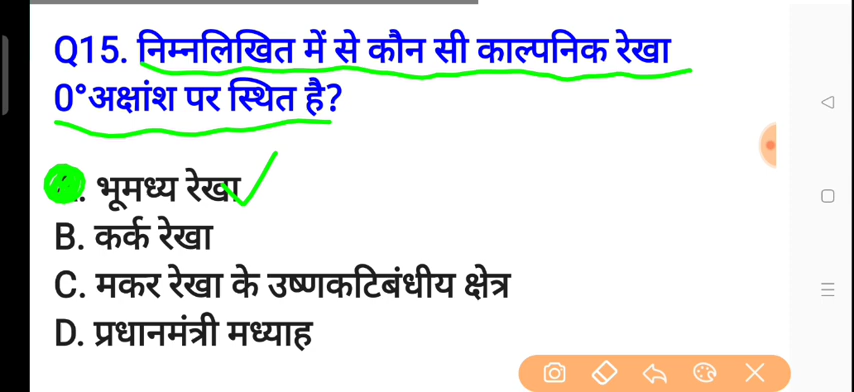 Q15. निम्नलिखित में से कौन सी काल्पनिक रेखा
0° अक्षांश पर स्थित है?
A. भूमध्य रेखा
B. कर्क रेखा
C. मकर रेखा के उष्णकटिबंधीय क्षेत्र
D. प्रधानमंत्री मध्याह